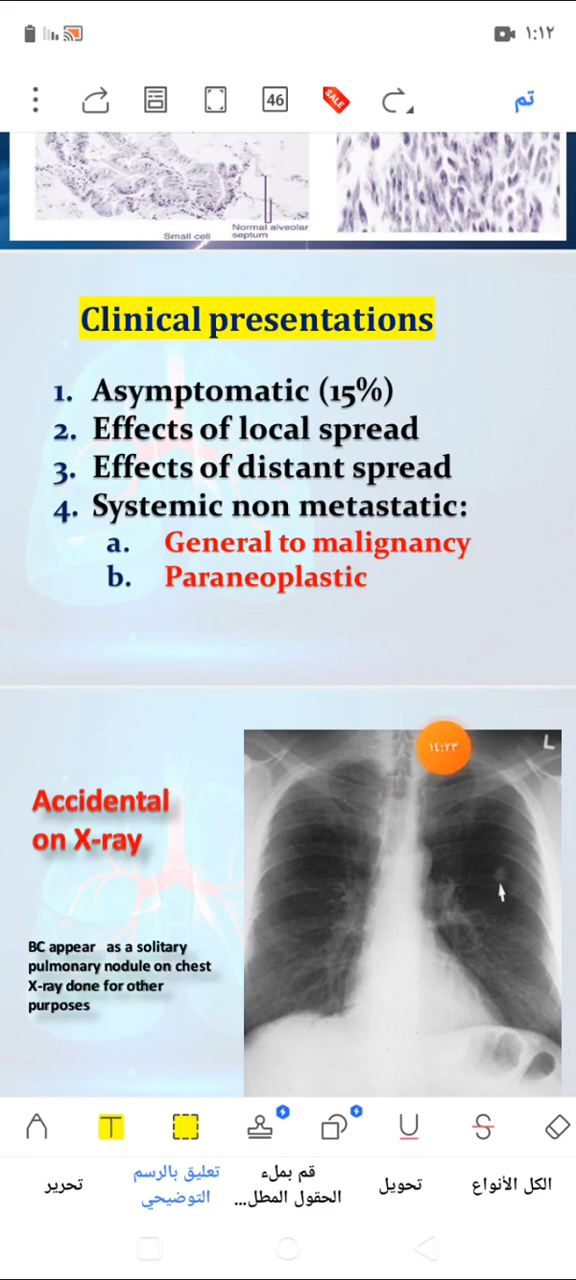 ١:١٢
46
SALE
تم
Small cell
Normal alveolar
septum
Clinical presentations
1. Asymptomatic (15%)
2. Effects of local spread
3. Effects of distant spread
4. Systemic non metastatic:
a. General to malignancy
b. Paraneoplastic
١٤:٢٣
L
Accidental
on X-ray
BC appear as a solitary
pulmonary nodule on chest
X-ray done for other
purposes
T
U
S
الكل الأنواع
تحويل
قم بملء
الحقول المطل...
تعليق بالرسم
التوضيحي
تحرير